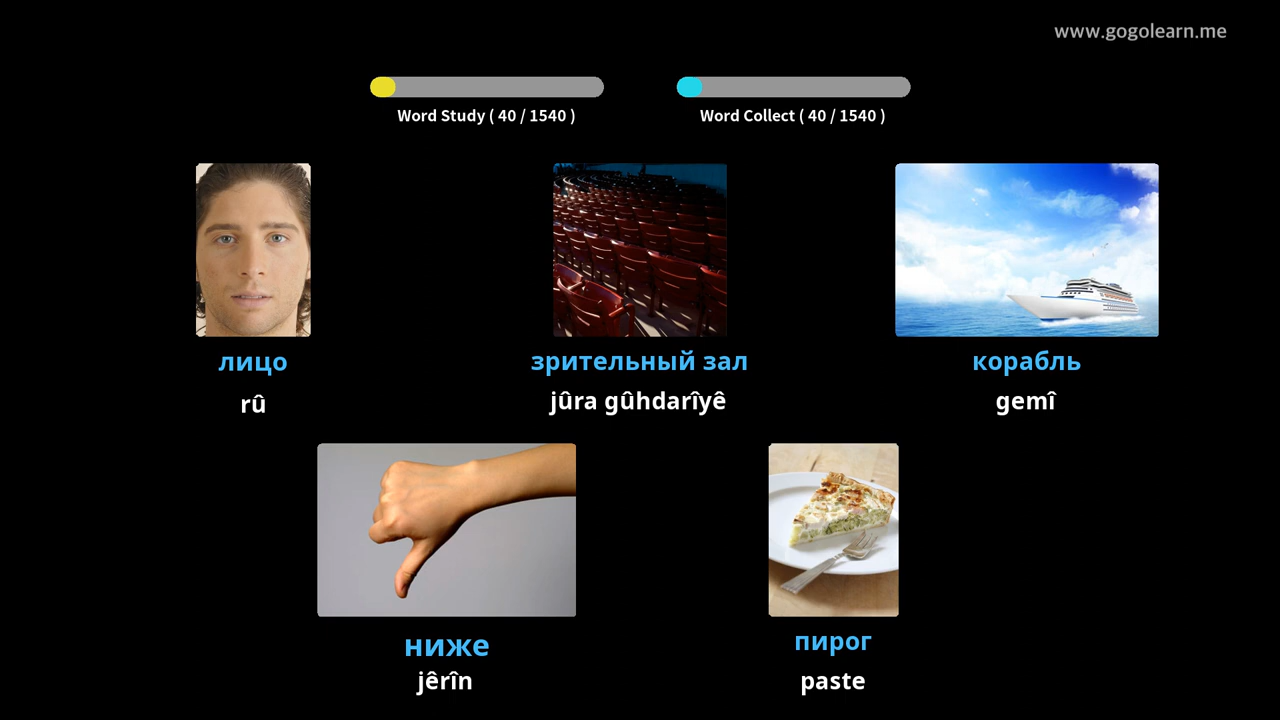 www.gogolearn.me
Word Study ( 40 / 1540 )
Word Collect ( 40 / 1540 )
лицо
rû
зрительный зал
jûra gûhdarîyê
корабль
gemî
ниже
jêrîn
пирог
paste